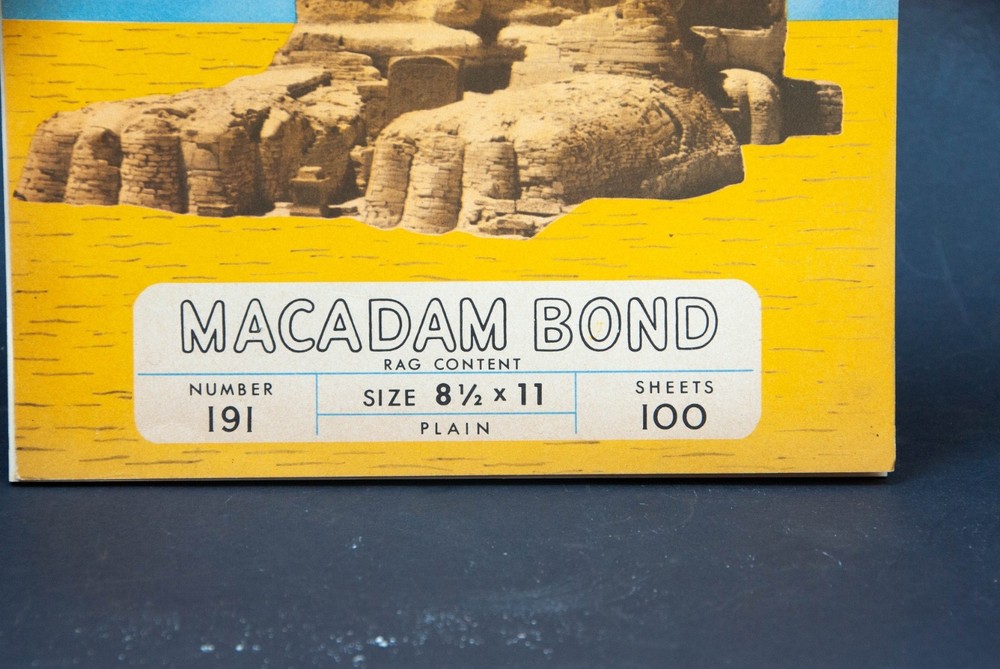 MACADAM BOND
RAG CONTENT
NUMBER
191
SIZE 8½ x 11
PLAIN
SHEETS
100